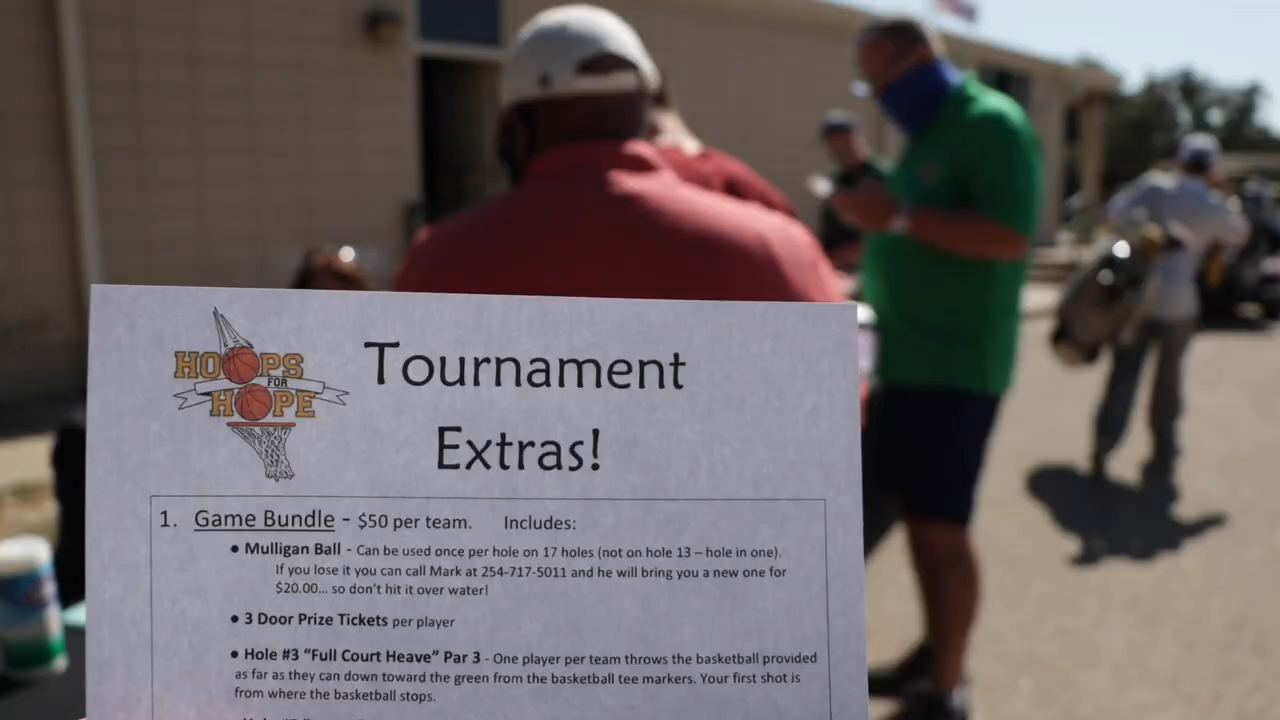 HOOPS
FOR
HOPE
Tournament
Extras!
1. Game Bundle - $50 per team. Includes:
• Mulligan Ball - Can be used once per hole on 17 holes (not on hole 13 – hole in one).
If you lose it you can call Mark at 254-717-5011 and he will bring you a new one for
$20.00... so don't hit it over water!
• 3 Door Prize Tickets per player
• Hole #3 “Full Court Heave” Par 3 - One player per team throws the basketball provided
as far as they can down toward the green from the basketball tee markers. Your first shot is
from where the basketball stops.